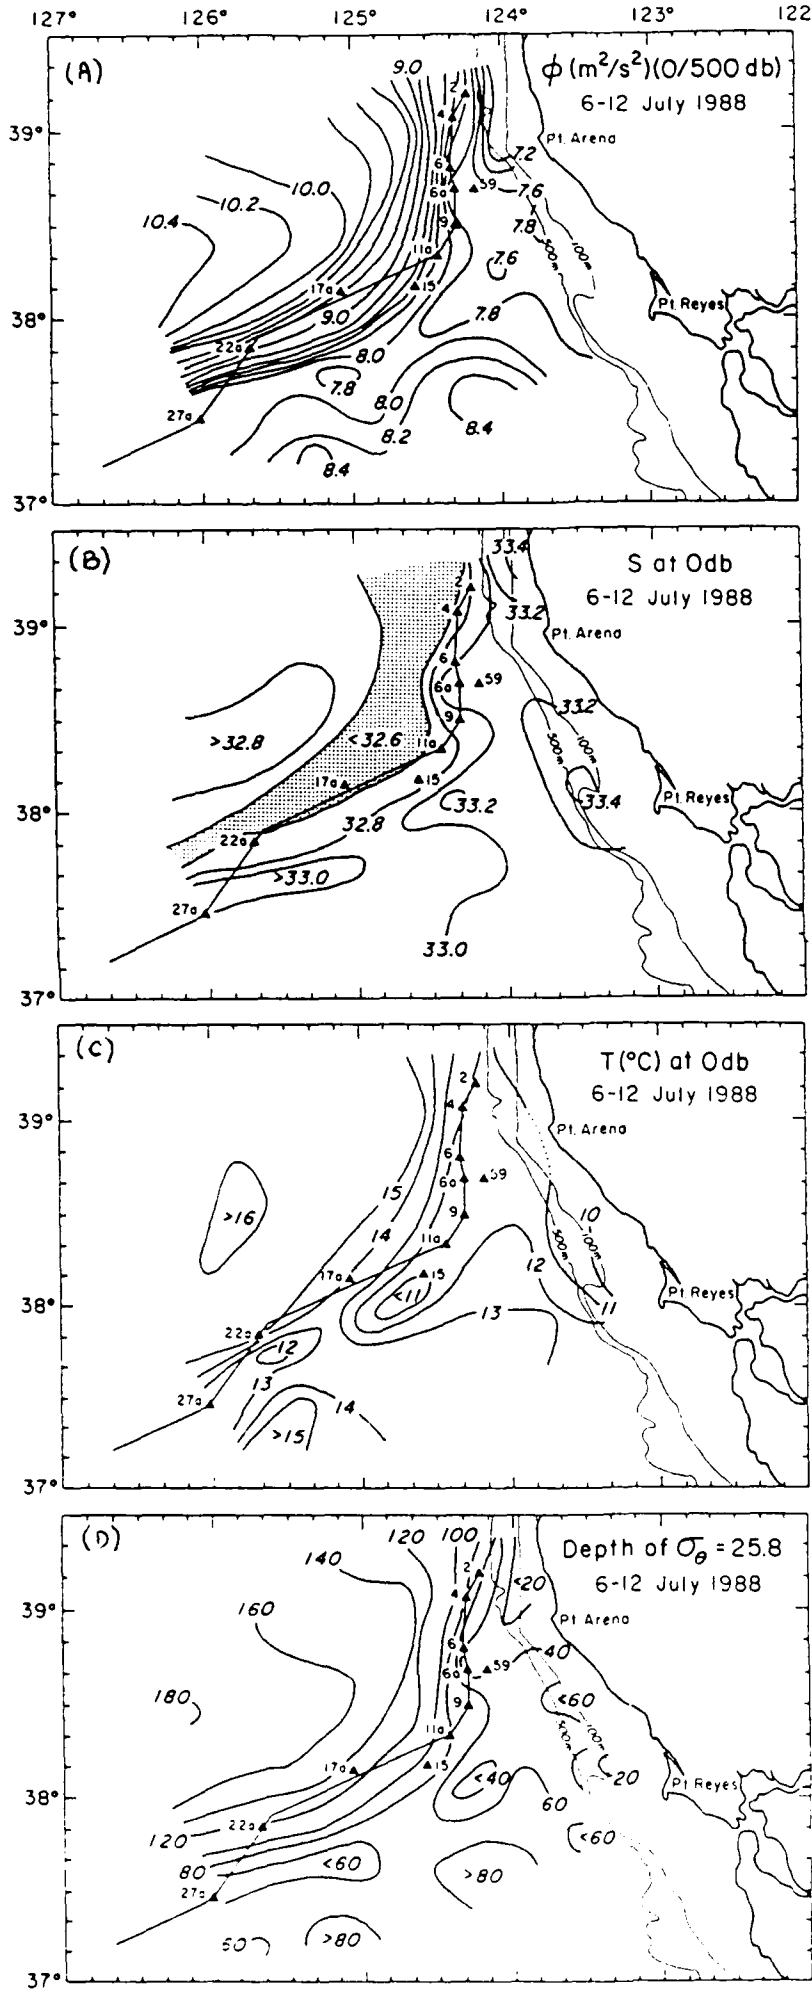 127° 126° 125° 124° 123° 122
(A)
ϕ (m²/s²)(0/500 db)
6-12 July 1988
9.0
2
39°
4
Pt. Arena
7.2
6
59
7.6
6a
10.0
10.2
10.4
9
7.8
11a
7.6
500m
100m
17a
15
Pt. Reyes
9.0
7.8
38°
22a
8.0
7.8
8.0
27a
8.2
8.4
8.4
37°
(B)
33.4
S at 0db
6-12 July 1988
2
33.2
39°
4
Pt. Arena
6
6a
59
33.2
9
>32.8
<32.6
11a
500m
100m
17a
15
33.4
Pt. Reyes
33.2
38°
32.8
22a
>33.0
27a
33.0
37°
(C)
T(°C) at 0db
6-12 July 1988
2
39°
4
Pt. Arena
6
6a
59
15
>16
9
10
14
11a
500m
100m
12
17a
15
<11
Pt. Reyes
11
38°
13
22a
12
13
27a
14
>15
37°
(D)
120 100
Depth of σθ = 25.8
6-12 July 1988
140
2
<20
4
160
39°
Pt. Arena
6
40
6a
59
180
9
<60
11a
500m
100m
17a
15
<40
20
Pt Reyes
38°
60
22a
120
<60
80
<60
>80
27a
60
>80
37°